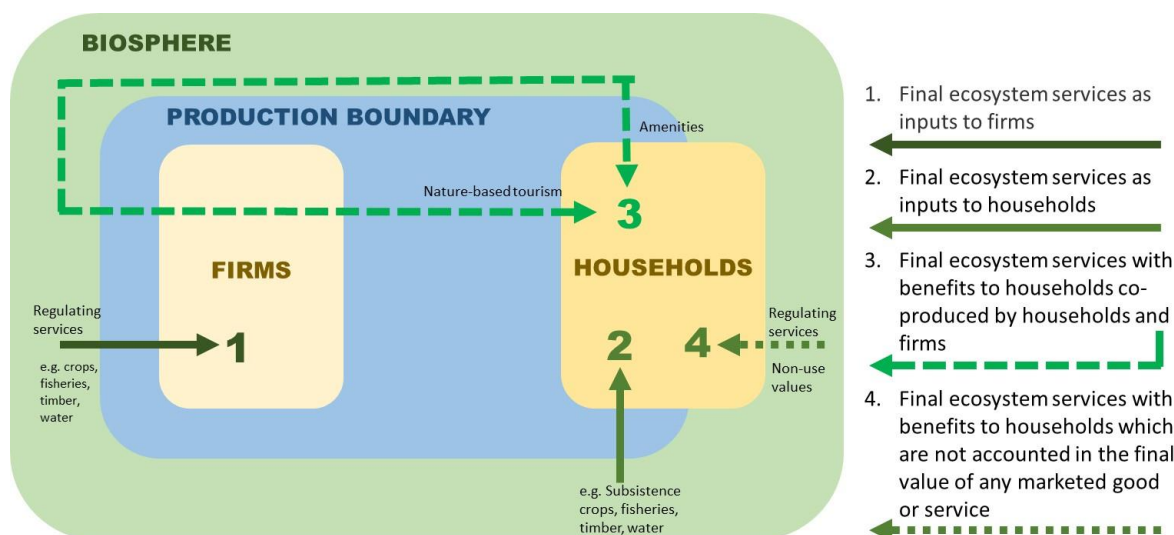 BIOSPHERE
PRODUCTION BOUNDARY
Amenities
Nature-based tourism
3
FIRMS
HOUSEHOLDS
Regulating
services
1
e.g. crops,
fisheries,
timber,
water
2
4
Regulating
services
Non-use
values
e.g. Subsistence
crops, fisheries,
timber, water
1. Final ecosystem services as
inputs to firms
2. Final ecosystem services as
inputs to households
3. Final ecosystem services with
benefits to households co-
produced by households and
firms
4. Final ecosystem services with
benefits to households which
are not accounted in the final
value of any marketed good
or service